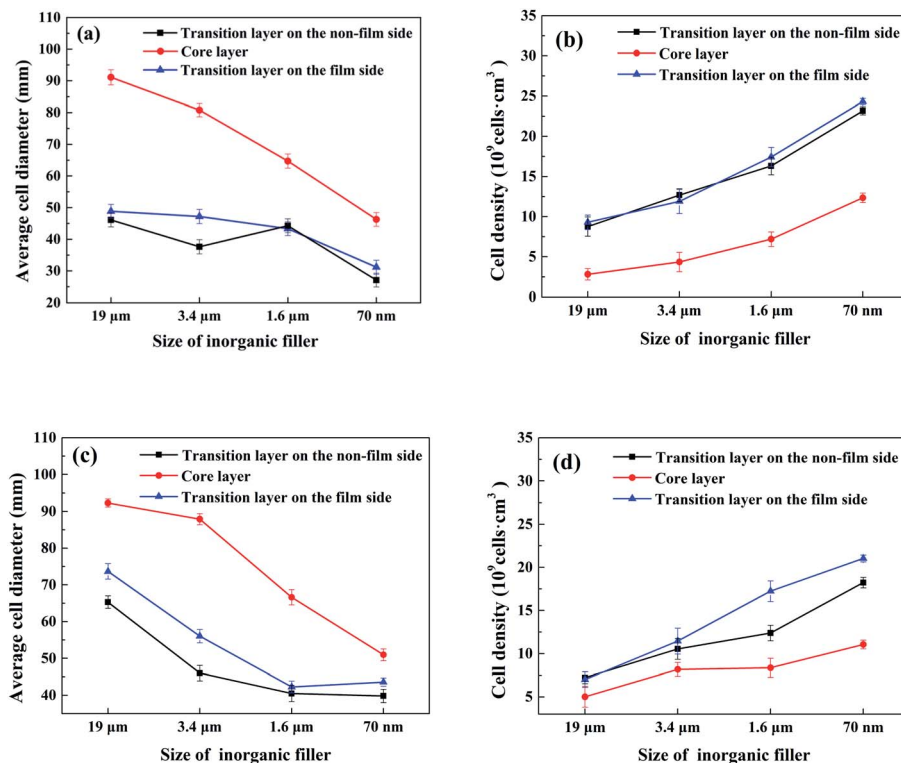 (a)
Transition layer on the non-film side
Core layer
Transition layer on the film side
Average cell diameter (mm)
110
100
90
80
70
60
50
40
30
20
19 μm 3.4 μm 1.6 μm 70 nm
Size of inorganic filler
(b)
Transition layer on the non-film side
Core layer
Transition layer on the film side
Cell density (10⁹cells·cm³)
35
30
25
20
15
10
5
0
19 μm 3.4 μm 1.6 μm 70 nm
Size of inorganic filler
(c)
Transition layer on the non-film side
Core layer
Transition layer on the film side
Average cell diameter (mm)
110
100
90
80
70
60
50
40
19 μm 3.4 μm 1.6 μm 70 nm
Size of inorganic filler
(d)
Transition layer on the non-film side
Core layer
Transition layer on the film side
Cell density (10⁹cells·cm³)
35
30
25
20
15
10
5
19 μm 3.4 μm 1.6 μm 70 nm
Size of inorganic filler